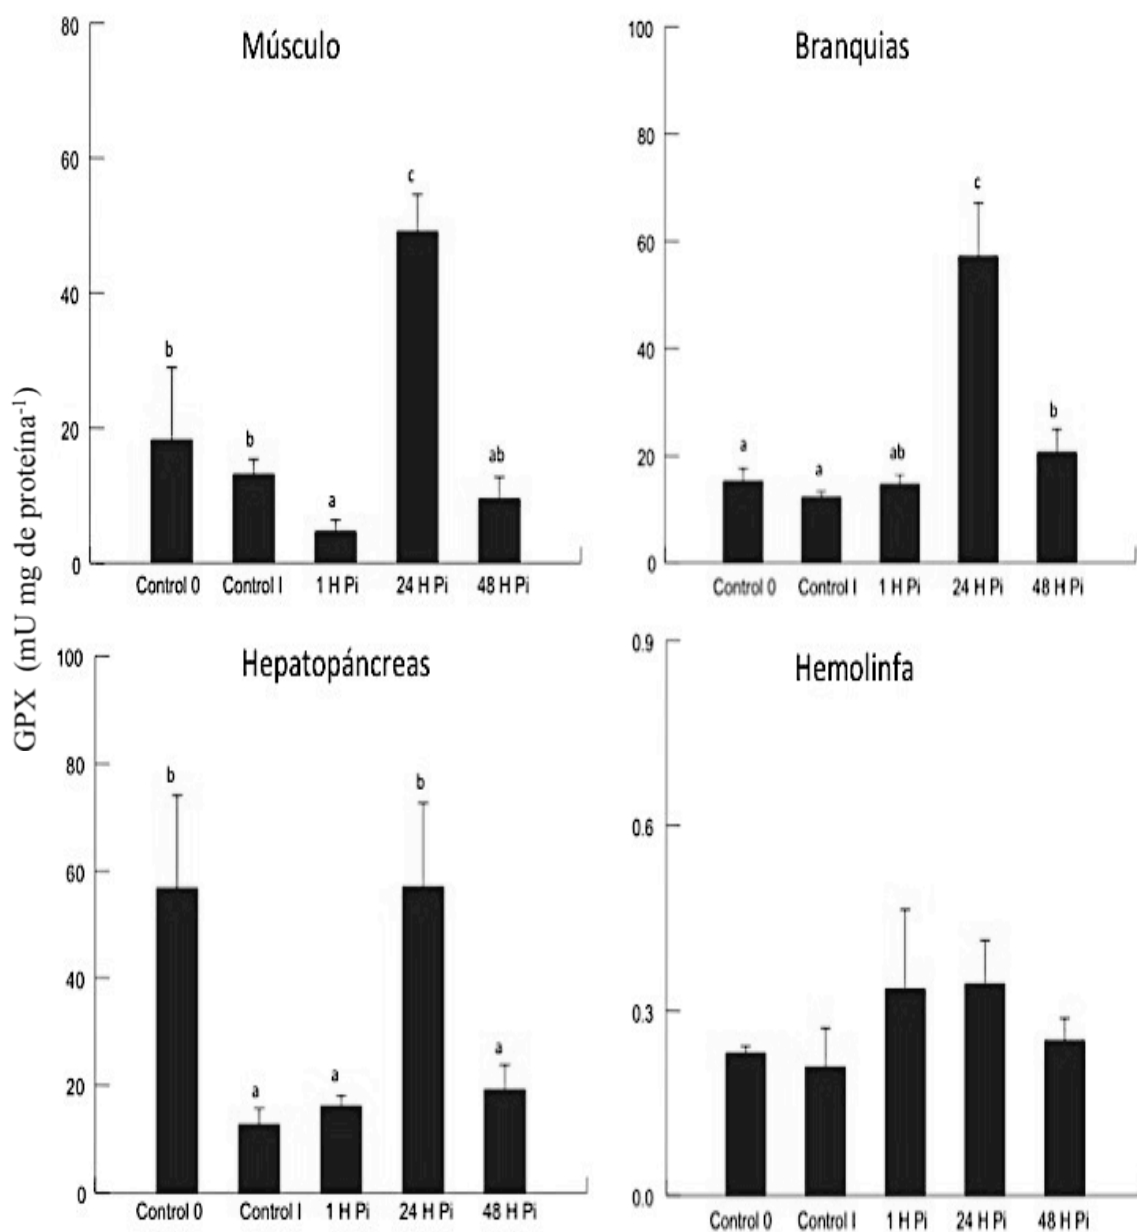 GPX (mU mg de proteína-1)
Músculo
80
60
40
20
0
b
b
a
c
ab
Control 0 Control I 1 H Pi 24 H Pi 48 H Pi
Branquias
100
80
60
40
20
0
a
a
ab
c
b
Control 0 Control I 1 H Pi 24 H Pi 48 H Pi
Hepatopáncreas
100
80
60
40
20
0
b
a
a
b
a
Control 0 Control I 1 H Pi 24 H Pi 48 H Pi
Hemolinfa
0.9
0.6
0.3
0.0
Control 0 Control I 1 H Pi 24 H Pi 48 H Pi